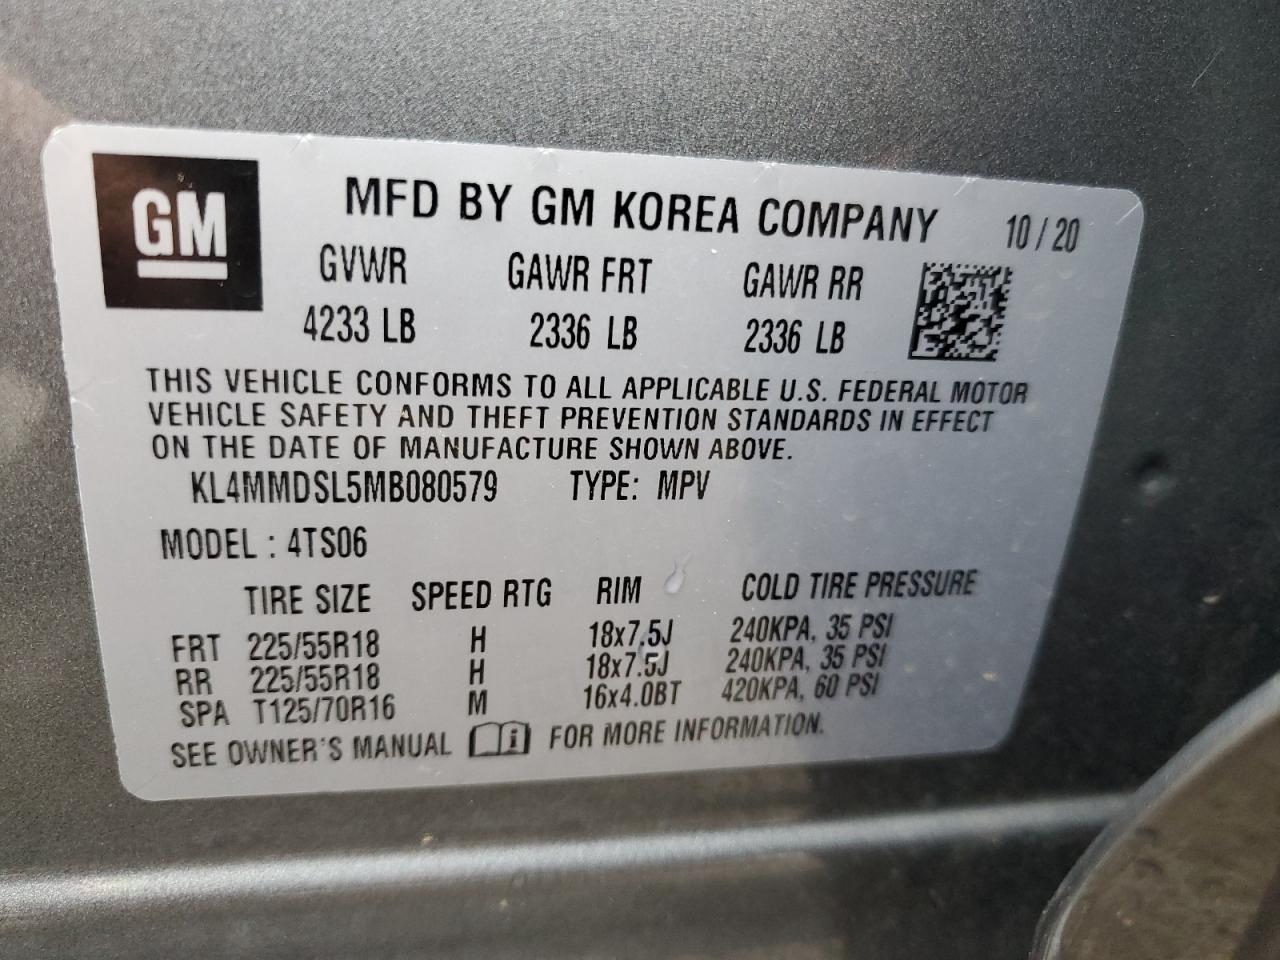 GM
MFD BY GM KOREA COMPANY 10 / 20
GVWR GAWR FRT GAWR RR
4233 LB 2336 LB 2336 LB
THIS VEHICLE CONFORMS TO ALL APPLICABLE U.S. FEDERAL MOTOR
VEHICLE SAFETY AND THEFT PREVENTION STANDARDS IN EFFECT
ON THE DATE OF MANUFACTURE SHOWN ABOVE.
KL4MMDSL5MB080579 TYPE: MPV
MODEL : 4TS06
TIRE SIZE SPEED RTG RIM COLD TIRE PRESSURE
FRT 225/55R18 H 18x7.5J 240KPA, 35 PSI
RR 225/55R18 H 18x7.5J 240KPA, 35 PSI
SPA T125/70R16 M 16x4.0BT 420KPA, 60 PSI
SEE OWNER'S MANUAL i FOR MORE INFORMATION.